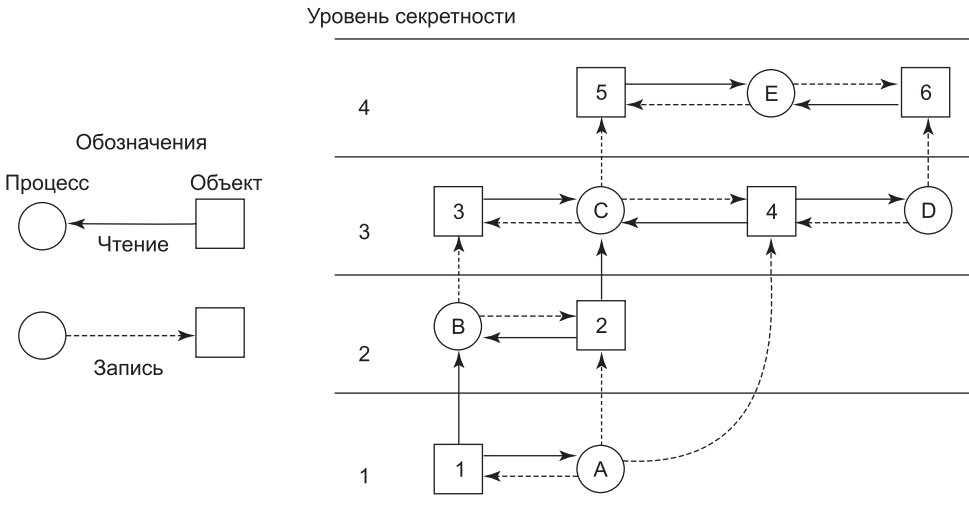 Уровень секретности
4
5
E
6
Обозначения
Процесс
Объект
Чтение
Запись
3
3
C
4
D
2
B
2
1
1
A